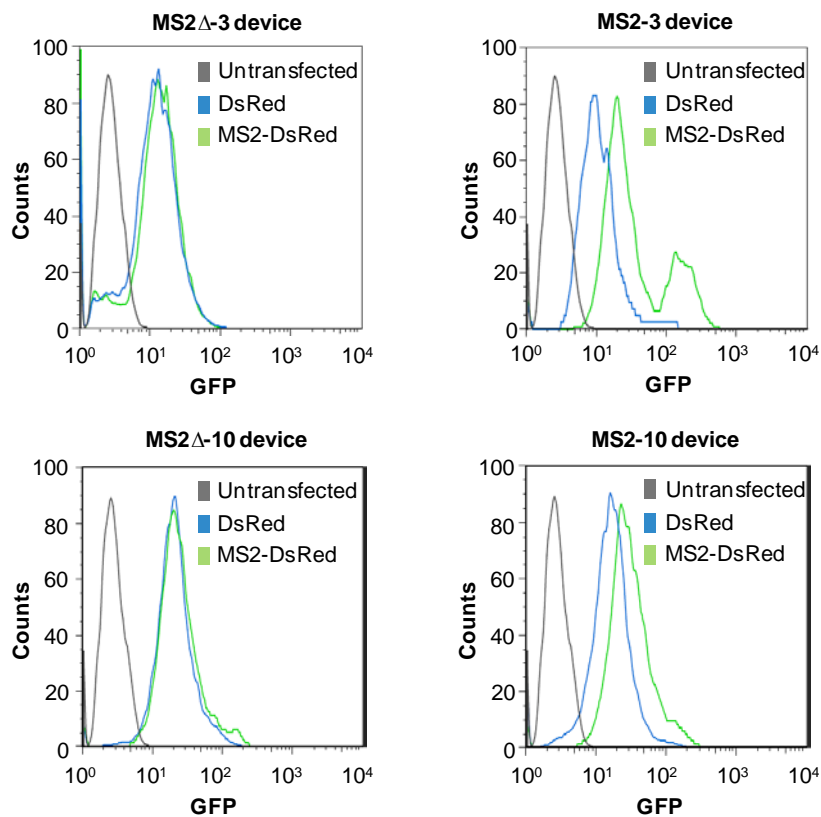 MS2Δ-3 device
Counts
100
80
60
40
20
0
Untransfected
DsRed
MS2-DsRed
10⁰ 10¹ 10² 10³ 10⁴
GFP
MS2-3 device
Counts
100
80
60
40
20
0
Untransfected
DsRed
MS2-DsRed
10⁰ 10¹ 10² 10³ 10⁴
GFP
MS2Δ-10 device
Counts
100
80
60
40
20
0
Untransfected
DsRed
MS2-DsRed
10⁰ 10¹ 10² 10³ 10⁴
GFP
MS2-10 device
Counts
100
80
60
40
20
0
Untransfected
DsRed
MS2-DsRed
10⁰ 10¹ 10² 10³ 10⁴
GFP